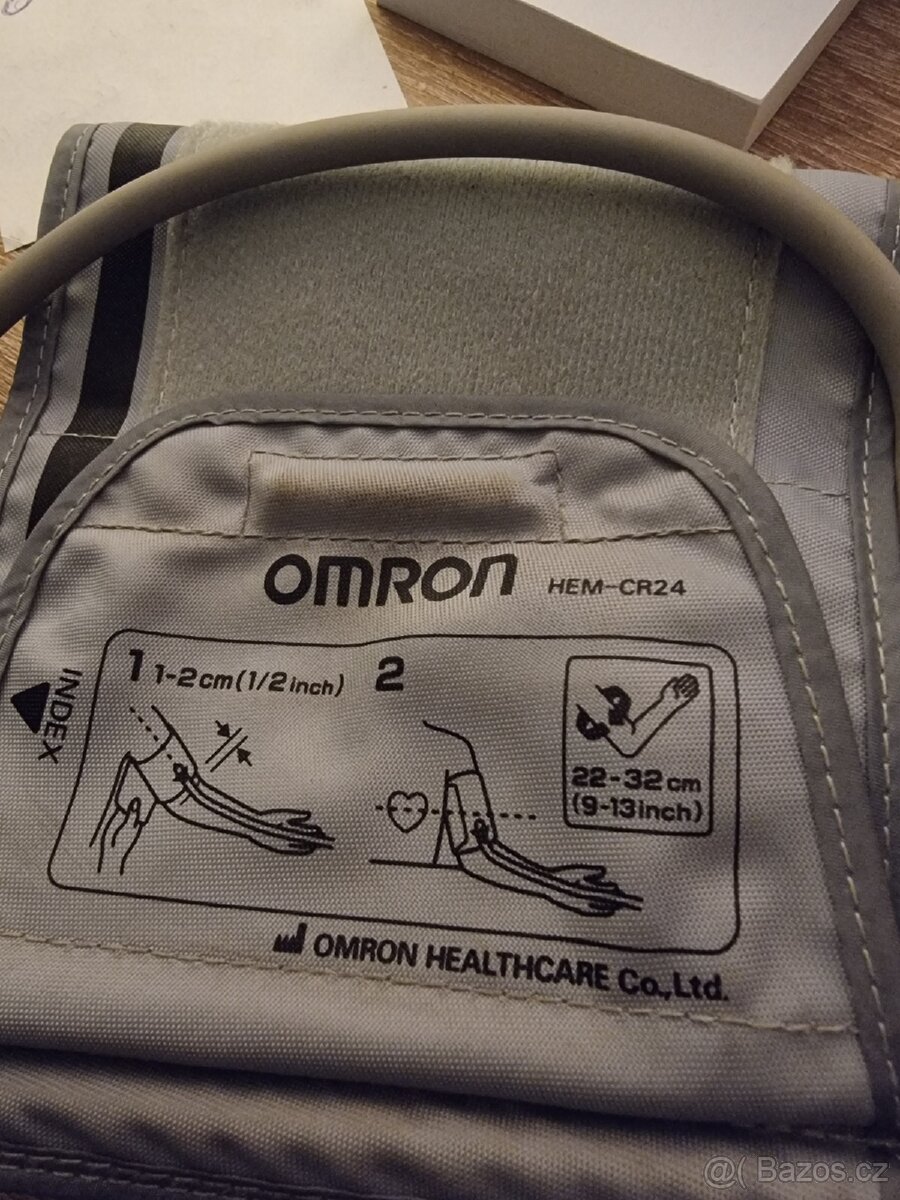 OMRON HEM-CR24
INDEX
1 1-2cm(1/2inch) 2
22-32cm
(9-13inch)
OMRON HEALTHCARE Co.,Ltd.
@( Bazos.cz